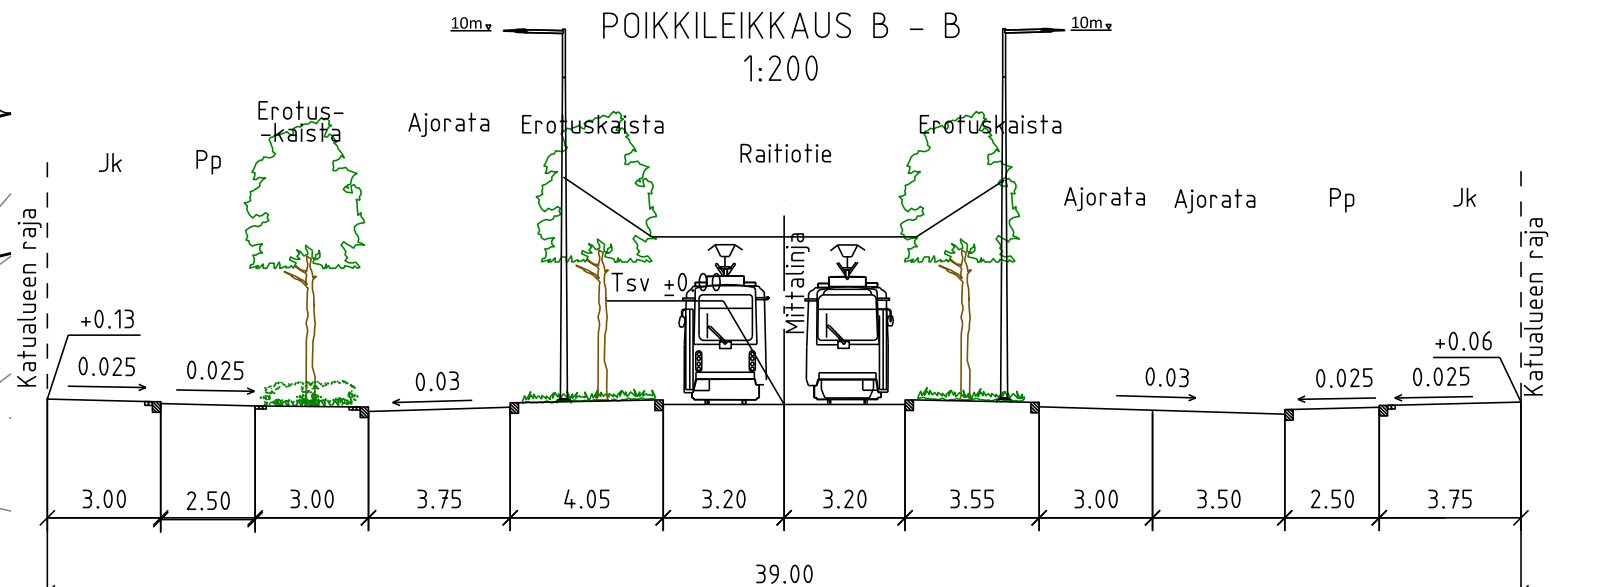 10m
POIKKILEIKKAUS B - B
10m
1:200
Erotus-
-kaista
Ajorata
Erotuskaista
Erotuskaista
Jk
Pp
Raitiotie
Ajorata
Ajorata
Pp
Jk
Katualueen raja
Keskilinja
Katualueen raja
Tsv ±0.00
+0.13
+0.06
0.025
0.025
0.03
0.03
0.025
0.025
3.00
2.50
3.00
3.75
4.05
3.20
3.20
3.55
3.00
3.50
2.50
3.75
39.00